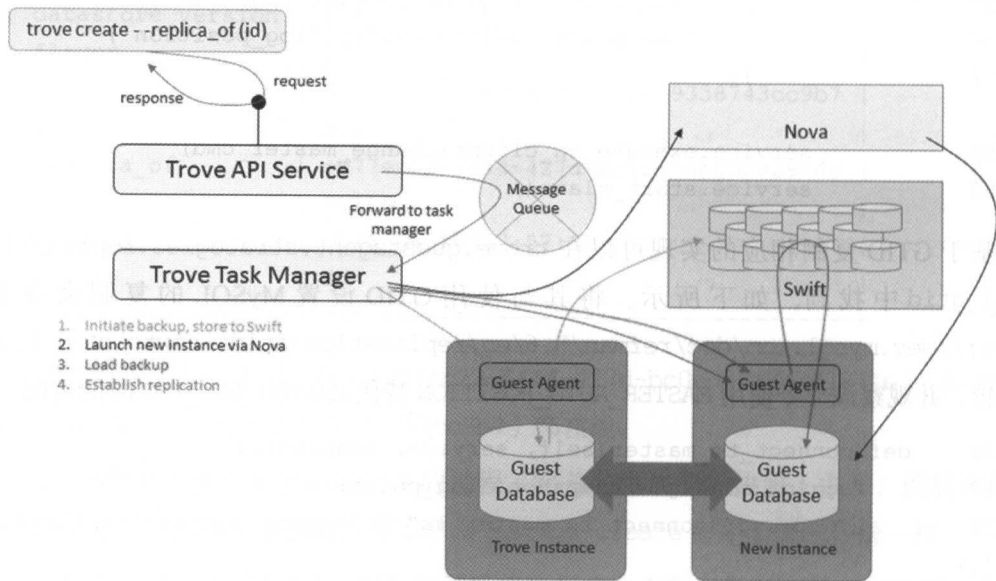 trove create --replica_of (id)
request
response
Nova
Trove API Service
Message
Queue
Forward to task
manager
Trove Task Manager
Swift
1. Initiate backup, store to Swift
2. Launch new instance via Nova
3. Load backup
4. Establish replication
Guest Agent
Guest Agent
Guest
Database
Guest
Database
Trove Instance
New Instance